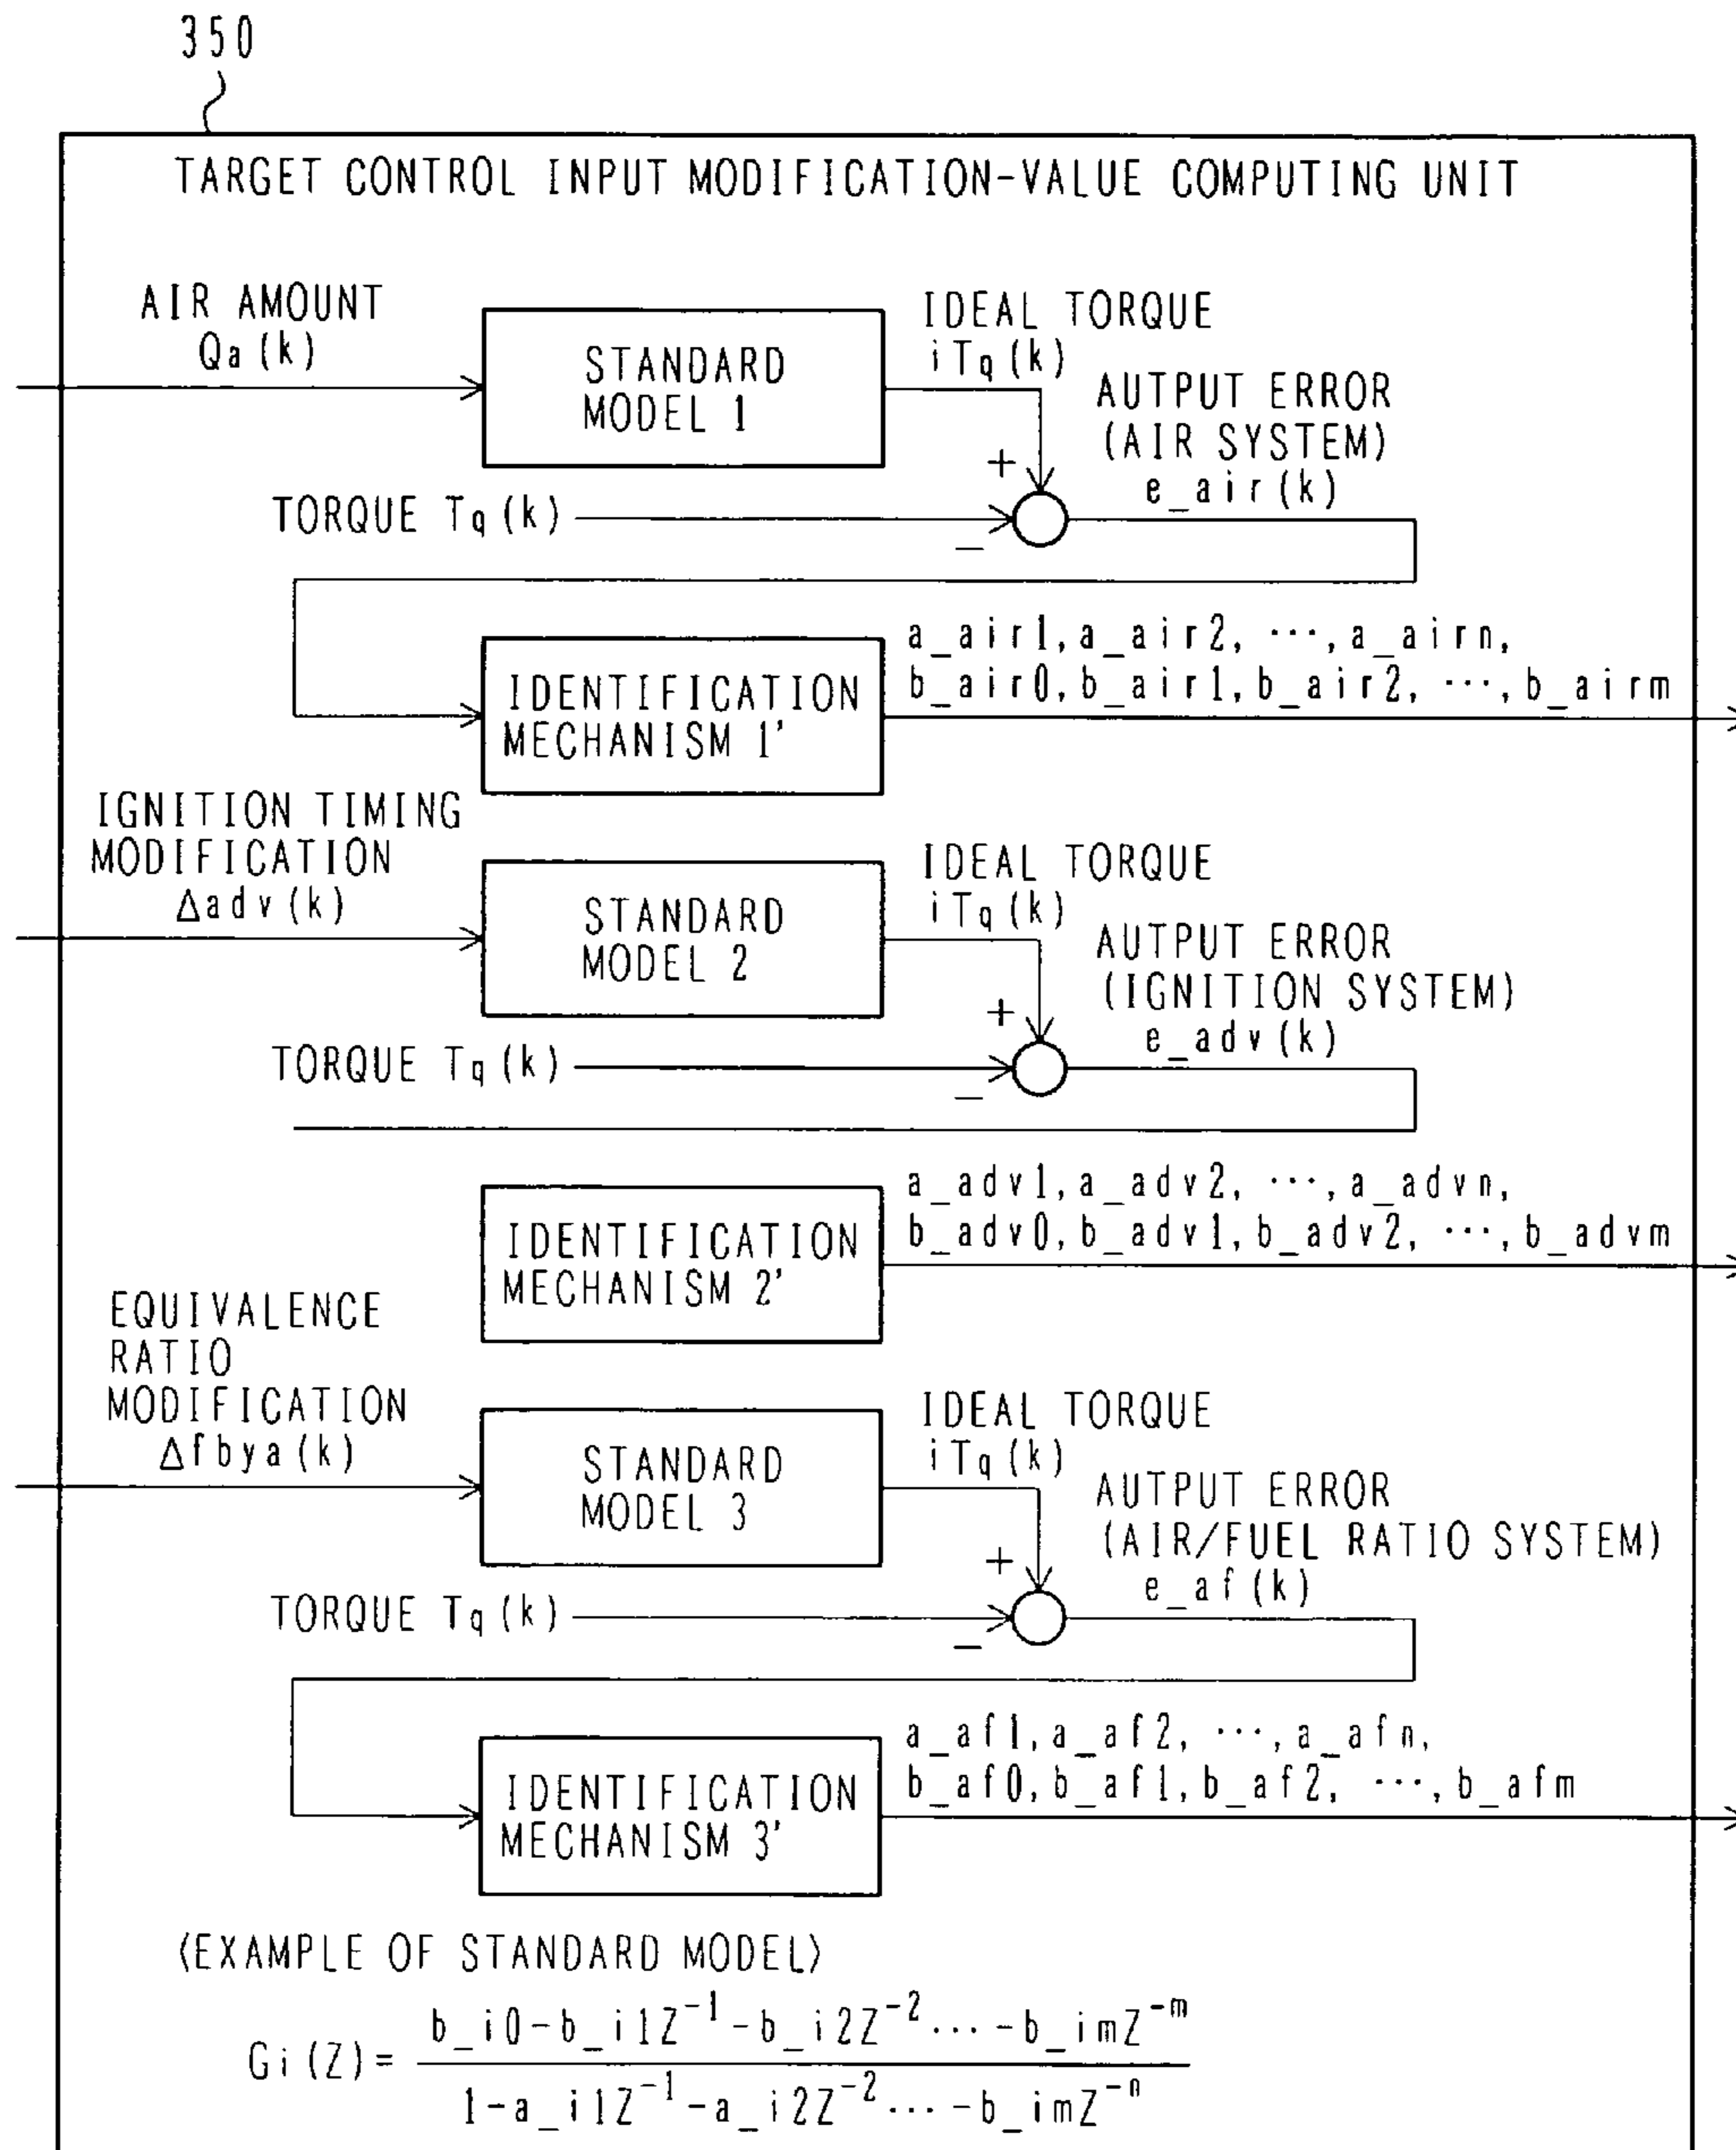 350
TARGET CONTROL INPUT MODIFICATION-VALUE COMPUTING UNIT
AIR AMOUNT
Qa(k)
STANDARD
MODEL 1
IDEAL TORQUE
iTq(k)
AUTPUT ERROR
(AIR SYSTEM)
e_air(k)
+
TORQUE Tq(k)
−
IDENTIFICATION
MECHANISM 1'
a_air1, a_air2, ···, a_airn,
b_air0, b_air1, b_air2, ···, b_airm
IGNITION TIMING
MODIFICATION
Δadv(k)
STANDARD
MODEL 2
IDEAL TORQUE
iTq(k)
AUTPUT ERROR
(IGNITION SYSTEM)
e_adv(k)
+
TORQUE Tq(k)
−
IDENTIFICATION
MECHANISM 2'
a_adv1, a_adv2, ···, a_advn,
b_adv0, b_adv1, b_adv2, ···, b_advm
EQUIVALENCE
RATIO
MODIFICATION
Δfbya(k)
STANDARD
MODEL 3
IDEAL TORQUE
iTq(k)
AUTPUT ERROR
(AIR/FUEL RATIO SYSTEM)
e_af(k)
+
TORQUE Tq(k)
−
IDENTIFICATION
MECHANISM 3'
a_af1, a_af2, ···, a_afn,
b_af0, b_af1, b_af2, ···, b_afm
〈EXAMPLE OF STANDARD MODEL〉
b_i0-b_i1Z^-1-b_i2Z^-2···-b_imZ^-m
Gi(Z)=
1-a_i1Z^-1-a_i2Z^-2···-b_imZ^-n